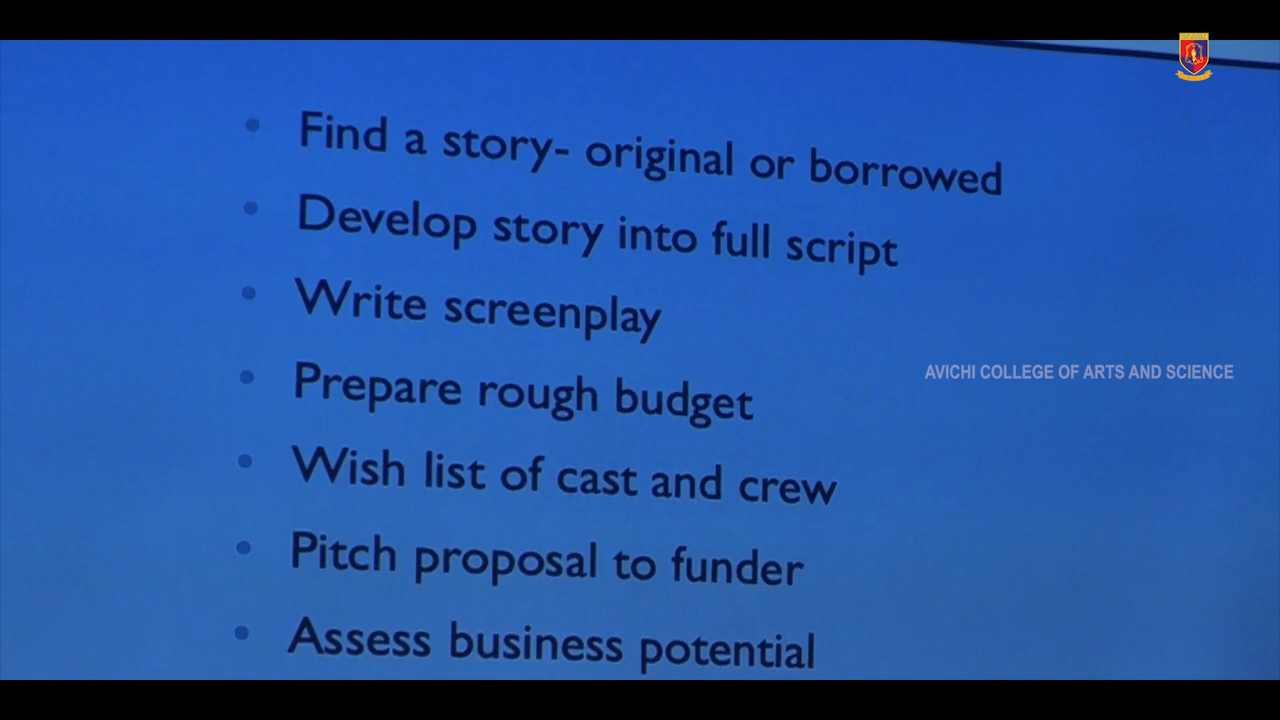 • Find a story- original or borrowed
• Develop story into full script
• Write screenplay
AVICHI COLLEGE OF ARTS AND SCIENCE
• Prepare rough budget
• Wish list of cast and crew
• Pitch proposal to funder
• Assess business potential